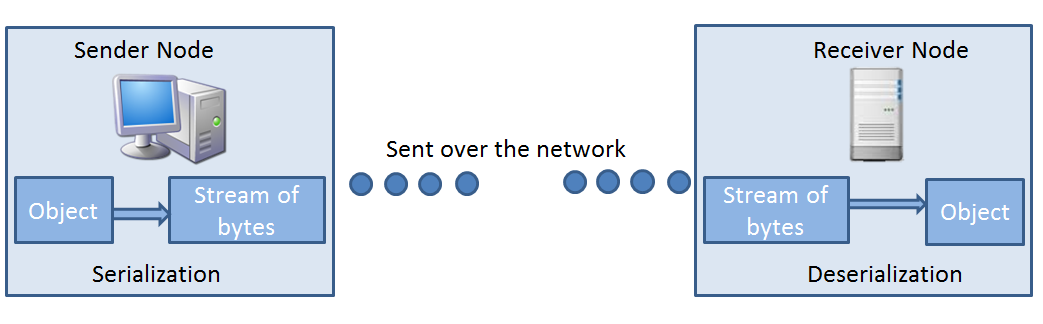 Sender Node
Object
Stream of
bytes
Serialization
Sent over the network
Receiver Node
Stream of
bytes
Object
Deserialization